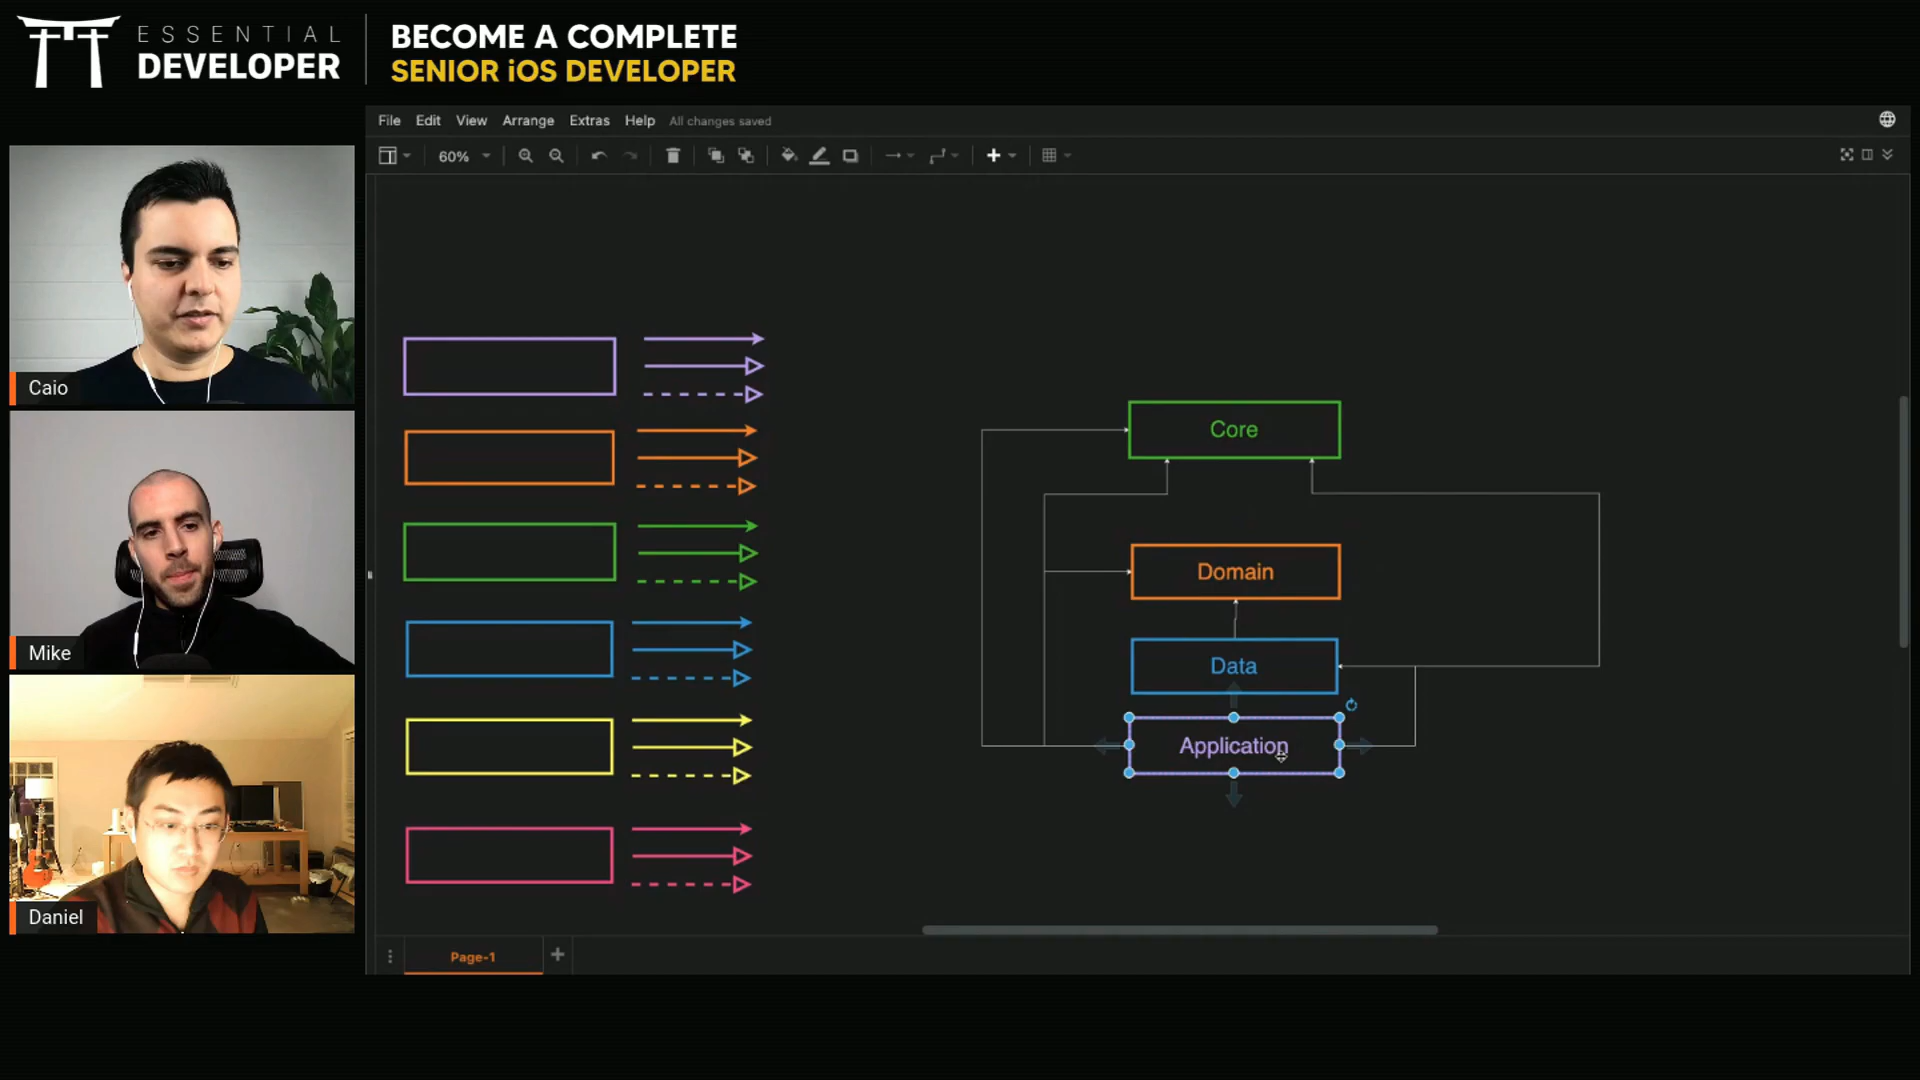 ESSENTIAL
DEVELOPER
BECOME A COMPLETE
SENIOR iOS DEVELOPER
File Edit View Arrange Extras Help All changes saved
60%
Caio
Mike
Daniel
Core
Domain
Data
Application
Page-1